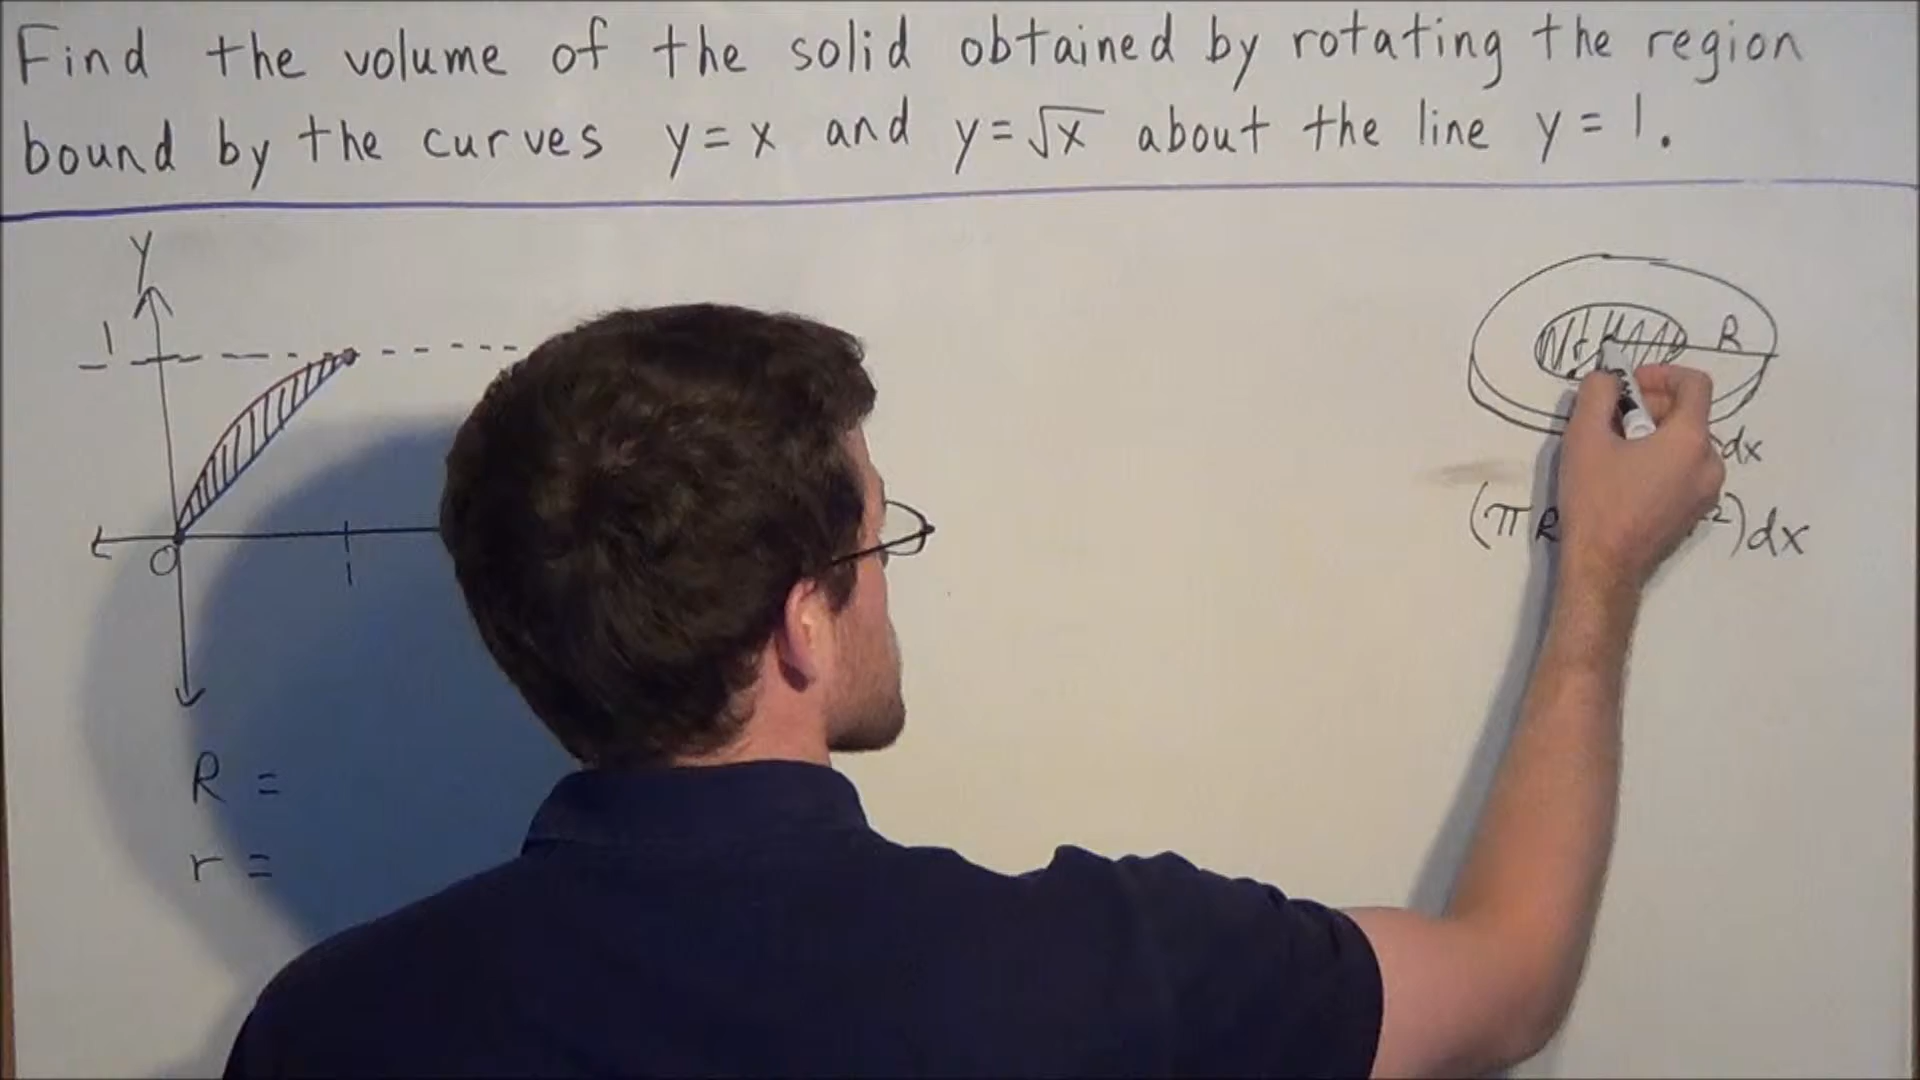 Find the volume of the solid obtained by rotating the region
bound by the curves y = x and y = √x about the line y = 1.
y
1
R
r
dx
(πR ²)dx
0
1
R =
r =